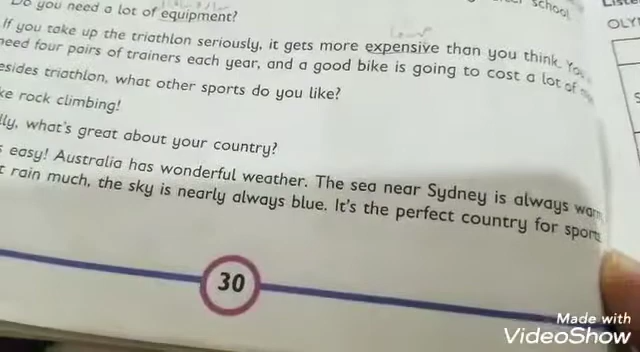 Do you need a lot of equipment?
If you take up the triathlon seriously, it gets more expensive than you think. You
need four pairs of trainers each year, and a good bike is going to cost a lot of
esides triathlon, what other sports do you like?
ke rock climbing!
lly, what's great about your country?
s easy! Australia has wonderful weather. The sea near Sydney is always warm
t rain much, the sky is nearly always blue. It's the perfect country for sports
30
school
OLY
Made with
VideoShow